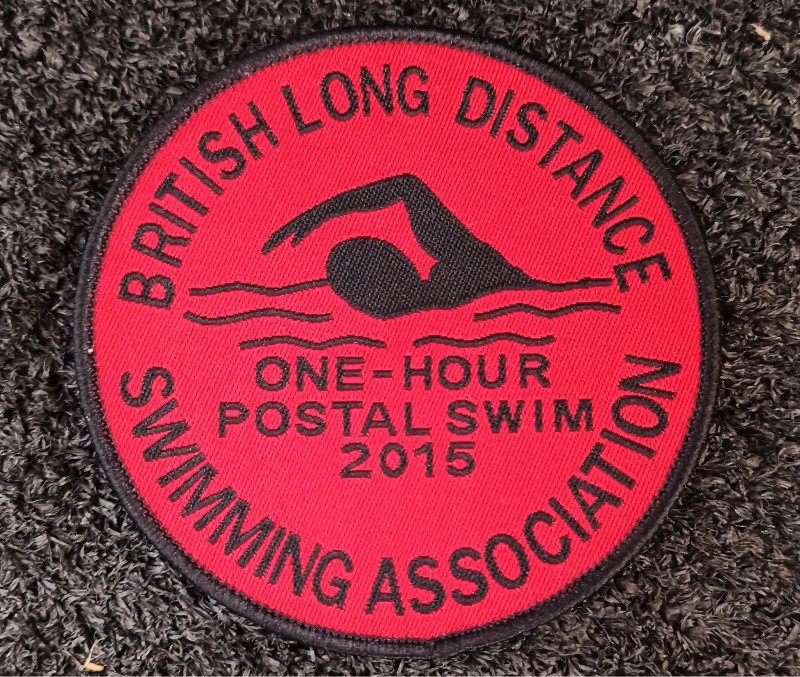 BRITISH LONG DISTANCE
ONE-HOUR
POSTAL SWIM
2015
SWIMMING ASSOCIATION